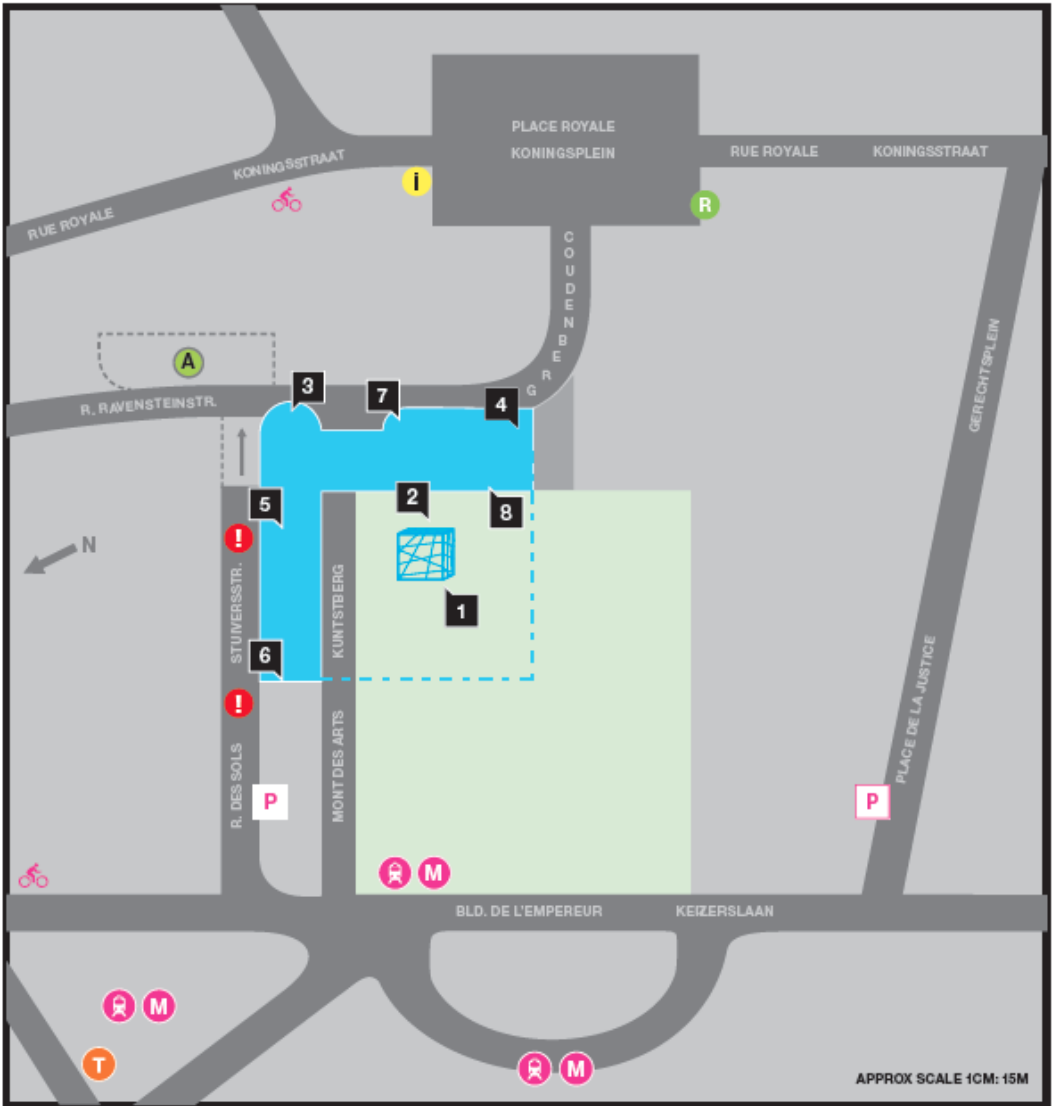 PLACE ROYALE
KONINGSPLEIN
RUE ROYALE
KONINGSSTRAAT
KONINGSSTRAAT
RUE ROYALE
i
R
COUDENBERG
A
R. RAVENSTEINSTR.
3
7
4
GERECHTSPLEIN
5
2
8
!
N
STUIVERSSTR.
KUNTSTBERG
1
6
!
PLACE DE LA JUSTICE
R. DES SOLS
MONT DES ARTS
P
P
M
BLD. DE L'EMPEREUR
KEIZERSLAAN
M
T
M
APPROX SCALE 1CM: 15M